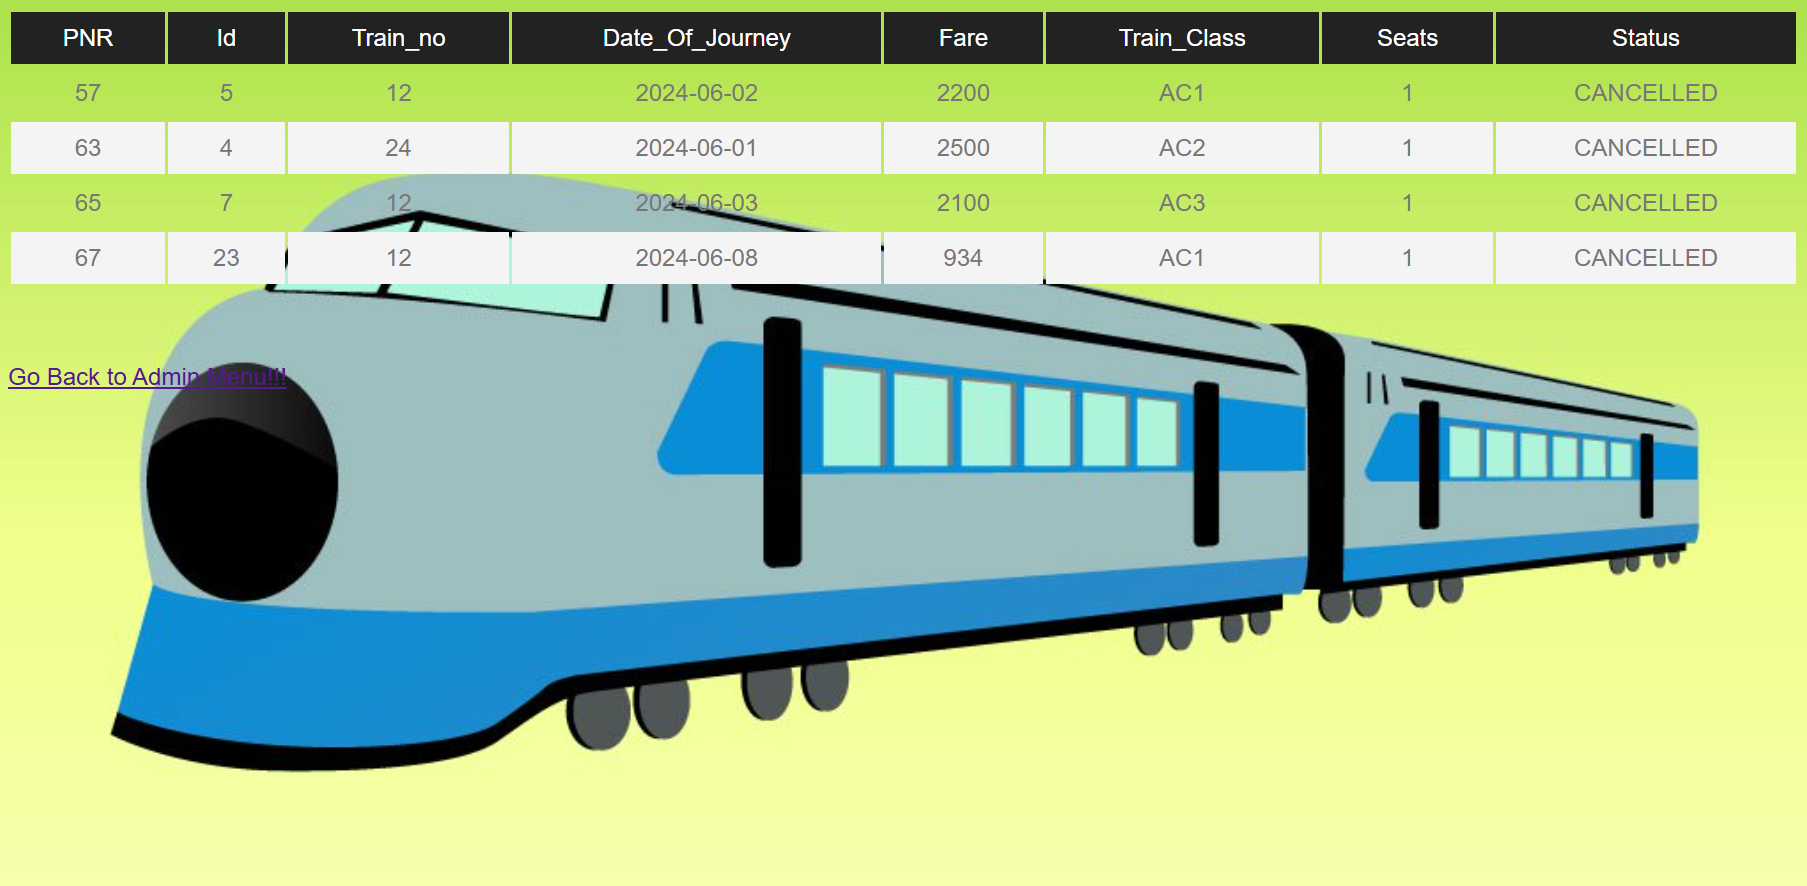 PNR Id Train_no Date_Of_Journey Fare Train_Class Seats Status
57 5 12 2024-06-02 2200 AC1 1 CANCELLED
63 4 24 2024-06-01 2500 AC2 1 CANCELLED
65 7 12 2024-06-03 2100 AC3 1 CANCELLED
67 23 12 2024-06-08 934 AC1 1 CANCELLED
Go Back to Admin Menu!!!